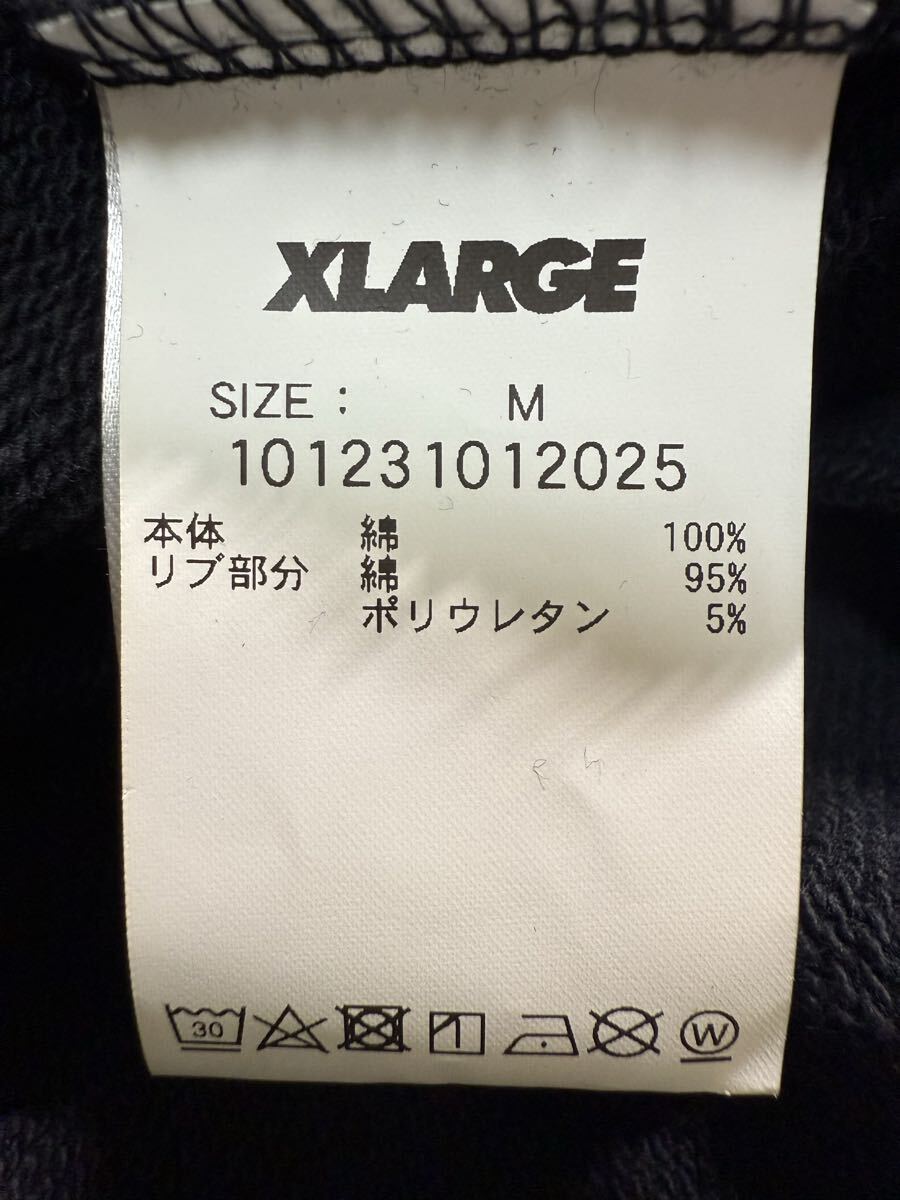 XLARGE
SIZE : M
101231012025
本体 綿 100%
リブ部分 綿 95%
ポリウレタン 5%
30 W